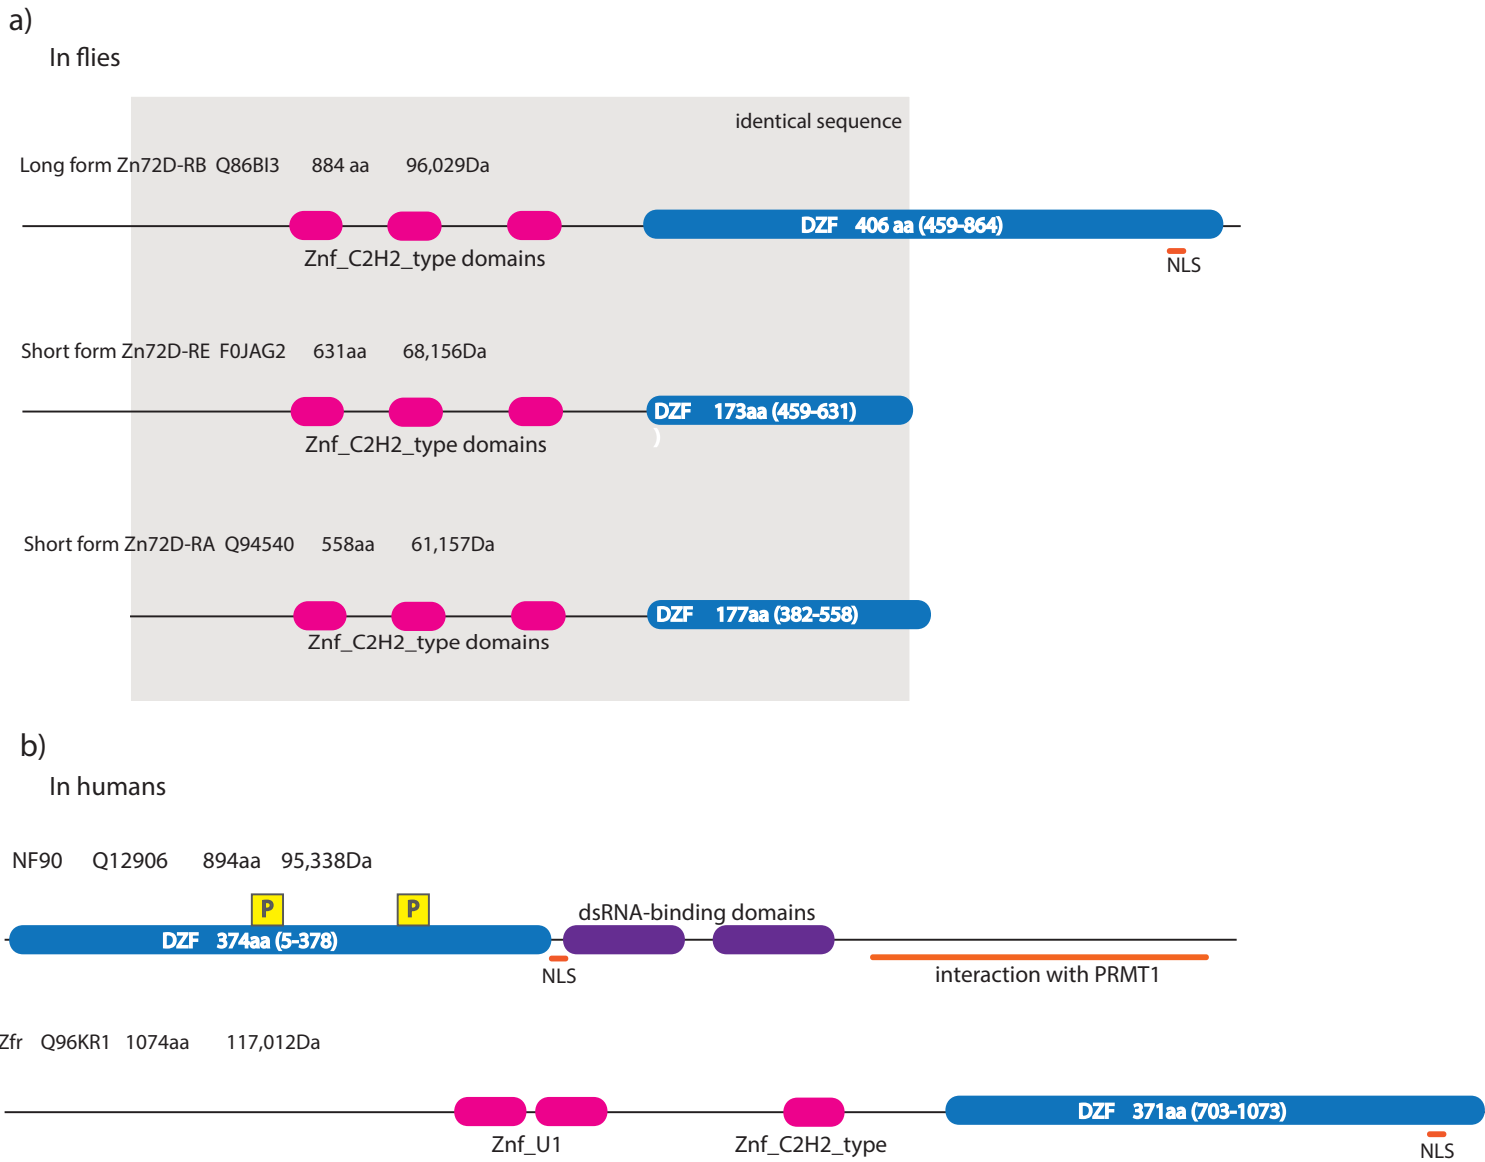 a)
In flies
identical sequence
Long form Zn72D-RB Q86BI3 884 aa 96,029Da
DZF 406 aa (459-864)
Znf_C2H2_type domains
NLS
Short form Zn72D-RE F0JAG2 631aa 68,156Da
DZF 173aa (459-631)
)
Znf_C2H2_type domains
Short form Zn72D-RA Q94540 558aa 61,157Da
DZF 177aa (382-558)
Znf_C2H2_type domains
b)
In humans
NF90 Q12906 894aa 95,338Da
P P
dsRNA-binding domains
DZF 374aa (5-378)
NLS
interaction with PRMT1
Zfr Q96KR1 1074aa 117,012Da
DZF 371aa (703-1073)
Znf_U1 Znf_C2H2_type
NLS